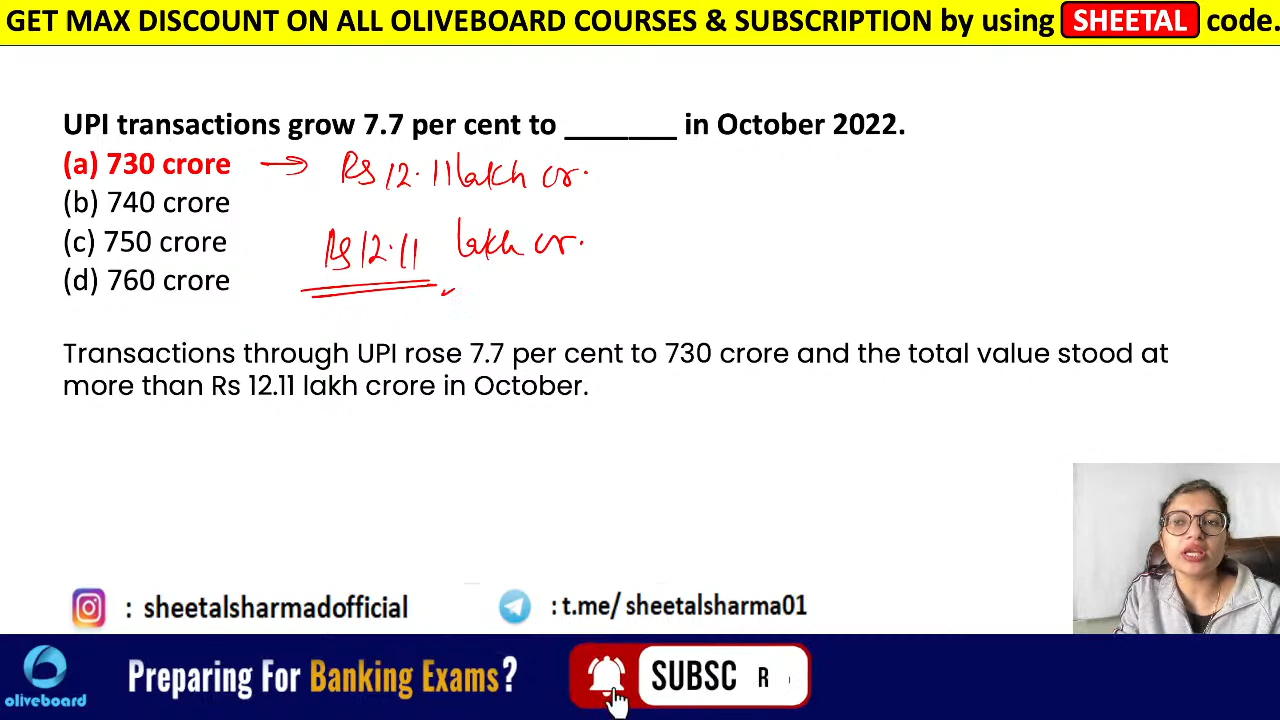 GET MAX DISCOUNT ON ALL OLIVEBOARD COURSES & SUBSCRIPTION by using SHEETAL code.
UPI transactions grow 7.7 per cent to _______ in October 2022.
(a) 730 crore → Rs 12.11 lakh cr.
(b) 740 crore
(c) 750 crore Rs 12.11 lakh cr.
(d) 760 crore
Transactions through UPI rose 7.7 per cent to 730 crore and the total value stood at
more than Rs 12.11 lakh crore in October.
: sheetalsharmadofficial : t.me/ sheetalsharma01
oliveboard Preparing For Banking Exams? SUBSC R